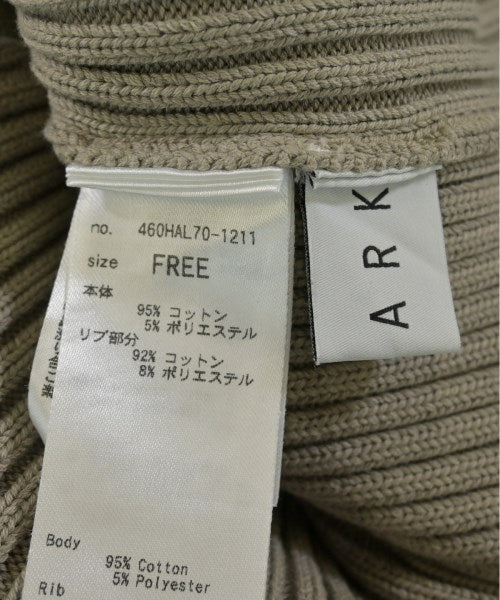 no. 460HAL70-1211
size FREE
本体
95% コットン
5% ポリエステル
リブ部分
92% コットン
8% ポリエステル
Body
95% Cotton
5% Polyester
Rib
ARK